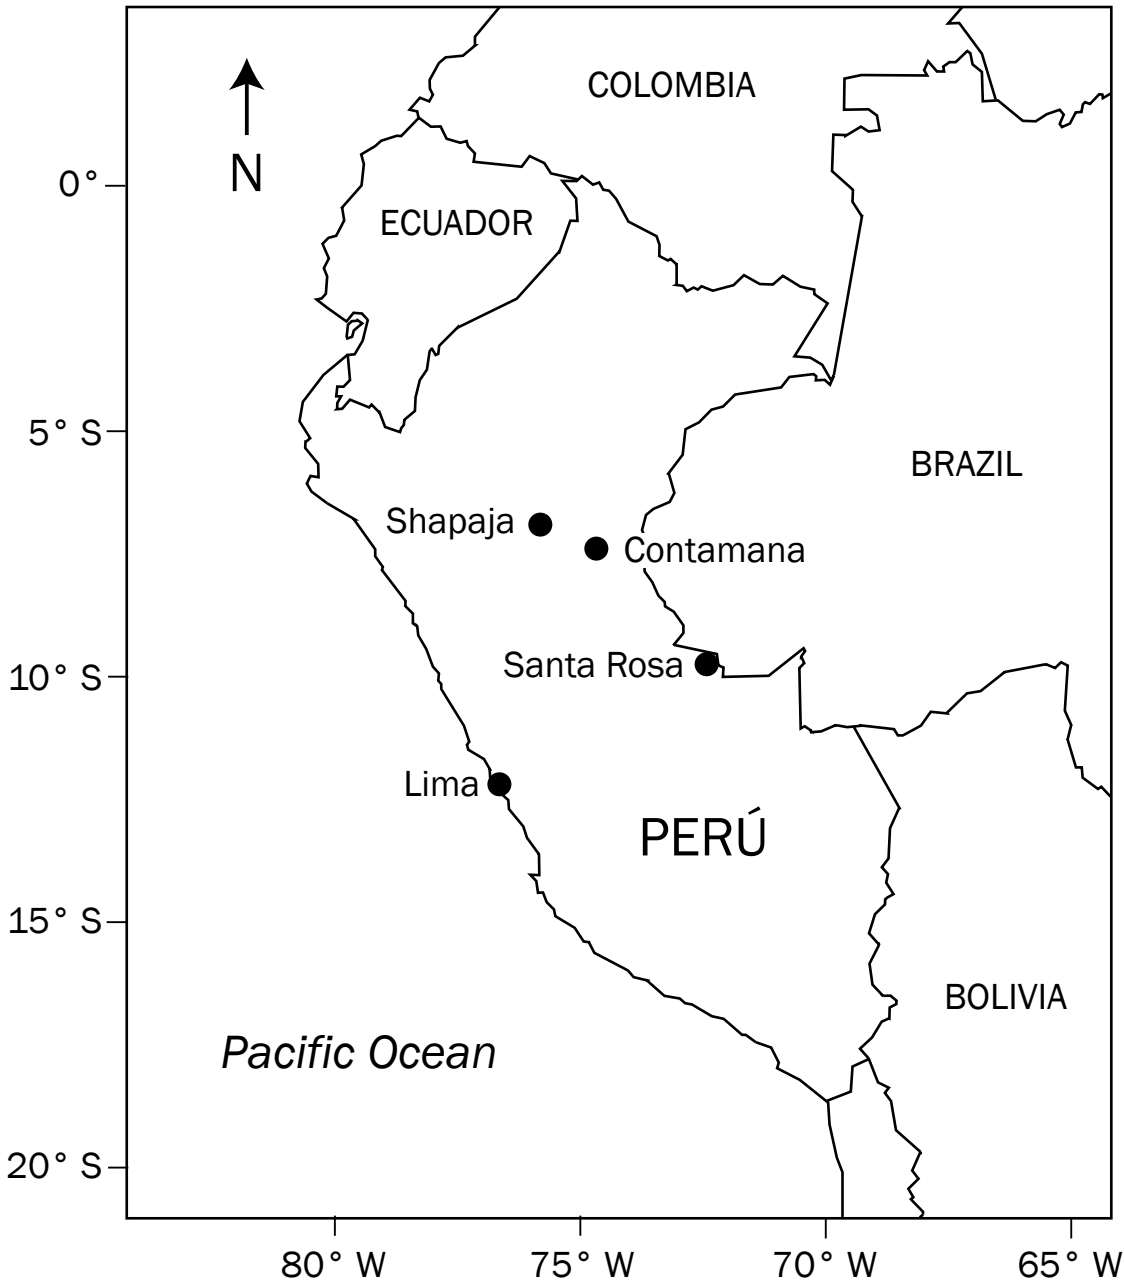 COLOMBIA
N
0°
ECUADOR
5° S
BRAZIL
Shapaja
Contamana
Santa Rosa
10° S
Lima
PERÚ
15° S
BOLIVIA
Pacific Ocean
20° S
80° W
75° W
70° W
65° W